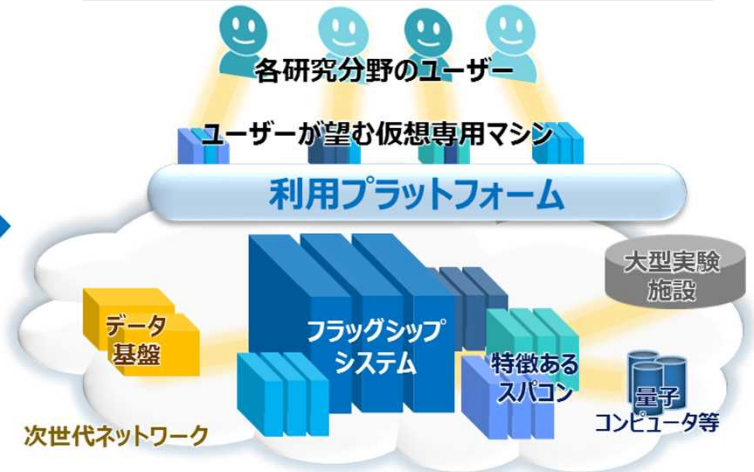 各研究分野のユーザー
ユーザーが望む仮想専用マシン
利用プラットフォーム
大型実験
施設
データ
基盤
フラッグシップ
システム
特徴ある
スパコン
量子
コンピュータ等
次世代ネットワーク